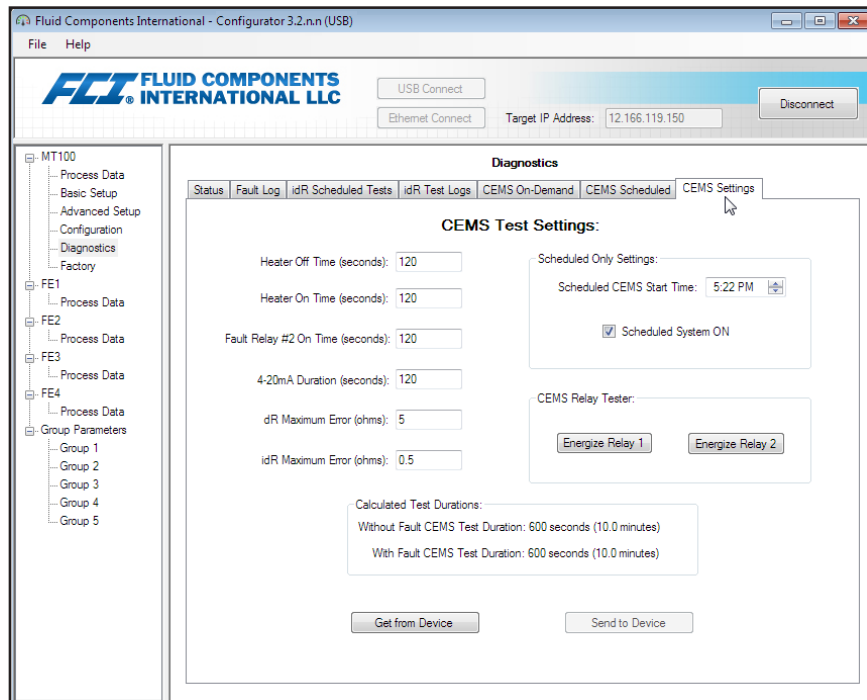 Fluid Components International - Configurator 3.2.n.n (USB)
File Help
FCI FLUID COMPONENTS
® INTERNATIONAL LLC
USB Connect
Ethernet Connect
Target IP Address: 12.166.119.150
Disconnect
MT100
Process Data
Basic Setup
Advanced Setup
Configuration
Diagnostics
Factory
FE1
Process Data
FE2
Process Data
FE3
Process Data
FE4
Process Data
Group Parameters
Group 1
Group 2
Group 3
Group 4
Group 5
Diagnostics
Status Fault Log idR Scheduled Tests idR Test Logs CEMS On-Demand CEMS Scheduled CEMS Settings
CEMS Test Settings:
Heater Off Time (seconds): 120
Heater On Time (seconds): 120
Fault Relay #2 On Time (seconds): 120
4-20mA Duration (seconds): 120
dR Maximum Error (ohms): 5
idR Maximum Error (ohms): 0.5
Scheduled Only Settings:
Scheduled CEMS Start Time: 5:22 PM
Scheduled System ON
CEMS Relay Tester:
Energize Relay 1 Energize Relay 2
Calculated Test Durations:
Without Fault CEMS Test Duration: 600 seconds (10.0 minutes)
With Fault CEMS Test Duration: 600 seconds (10.0 minutes)
Get from Device Send to Device